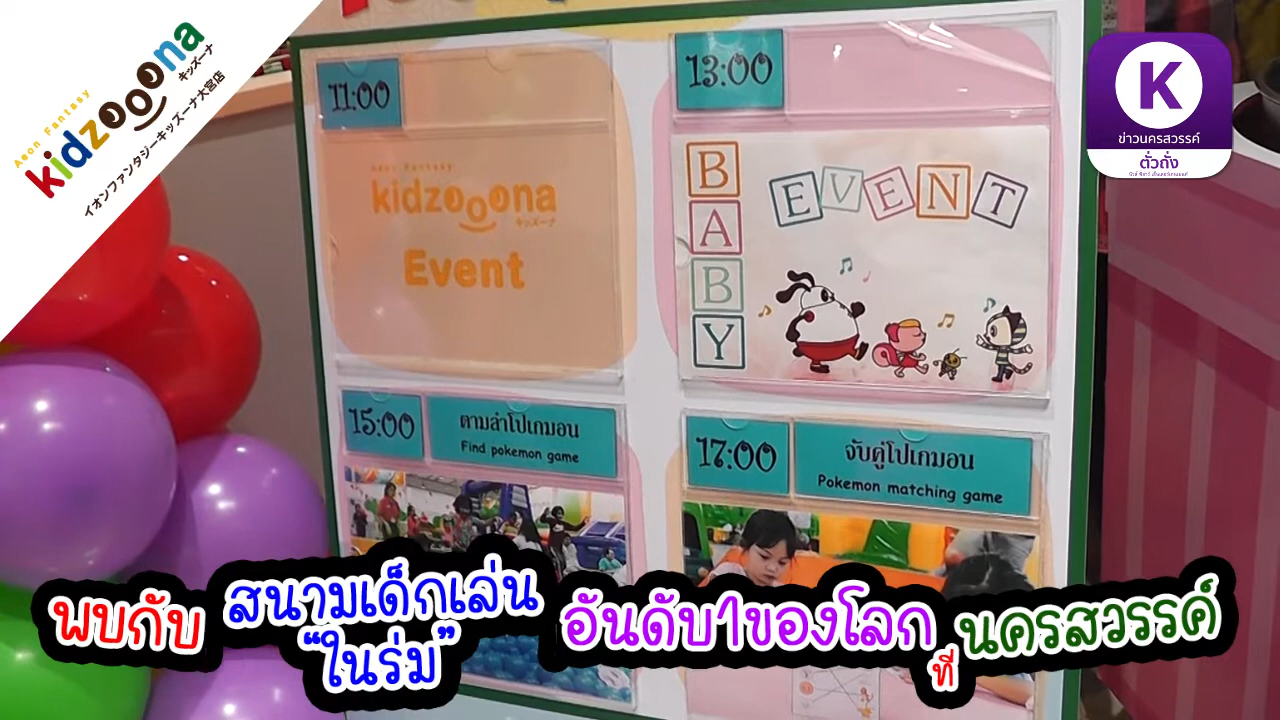 Aeon Fantasy
kidzooona
キッズーナ
イオンファンタジーキッズーナ大宮店
11:00
Aeon Fantasy
kidzooona
キッズーナ
Event
13:00
BABY
EVENT
K
ข่าวนครสวรรค์
ตั่วถั่ง
15:00
ตามล่าโปเกมอน
Find pokemon game
17:00
จับคู่โปเกมอน
Pokemon matching game
พบกับ สนามเด็กเล่น อันดับ1ของโลก ที่ นครสวรรค์
“ในร่ม”